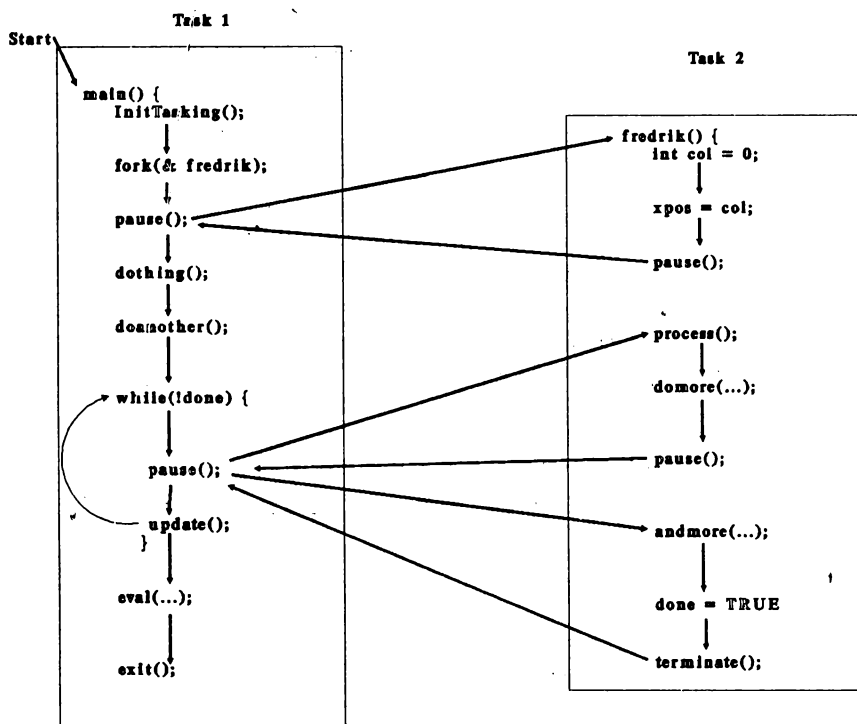 Task 1
Start
main() {
InitTasking();
fork(& fredrik);
pause();
dothing();
doanother();
while(!done) {
pause();
update();
}
eval(...);
exit();
Task 2
fredrik() {
int col = 0;
xpos = col;
pause();
process();
domore(...);
pause();
andmore(...);
done = TRUE
terminate();